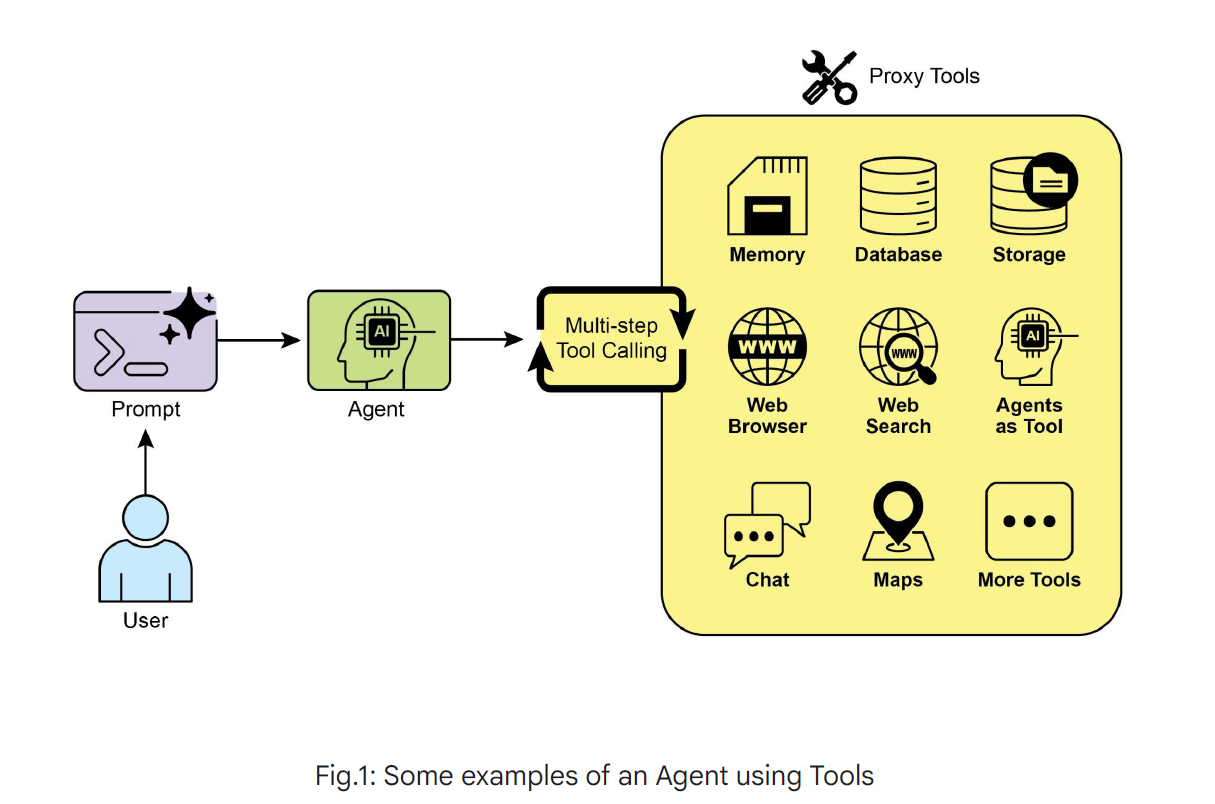 Proxy Tools
Memory
Database
Storage
Multi-step
Tool Calling
AI
WWW
WWW
AI
Prompt
Agent
Web
Browser
Web
Search
Agents
as Tool
Chat
Maps
More Tools
User
Fig.1: Some examples of an Agent using Tools